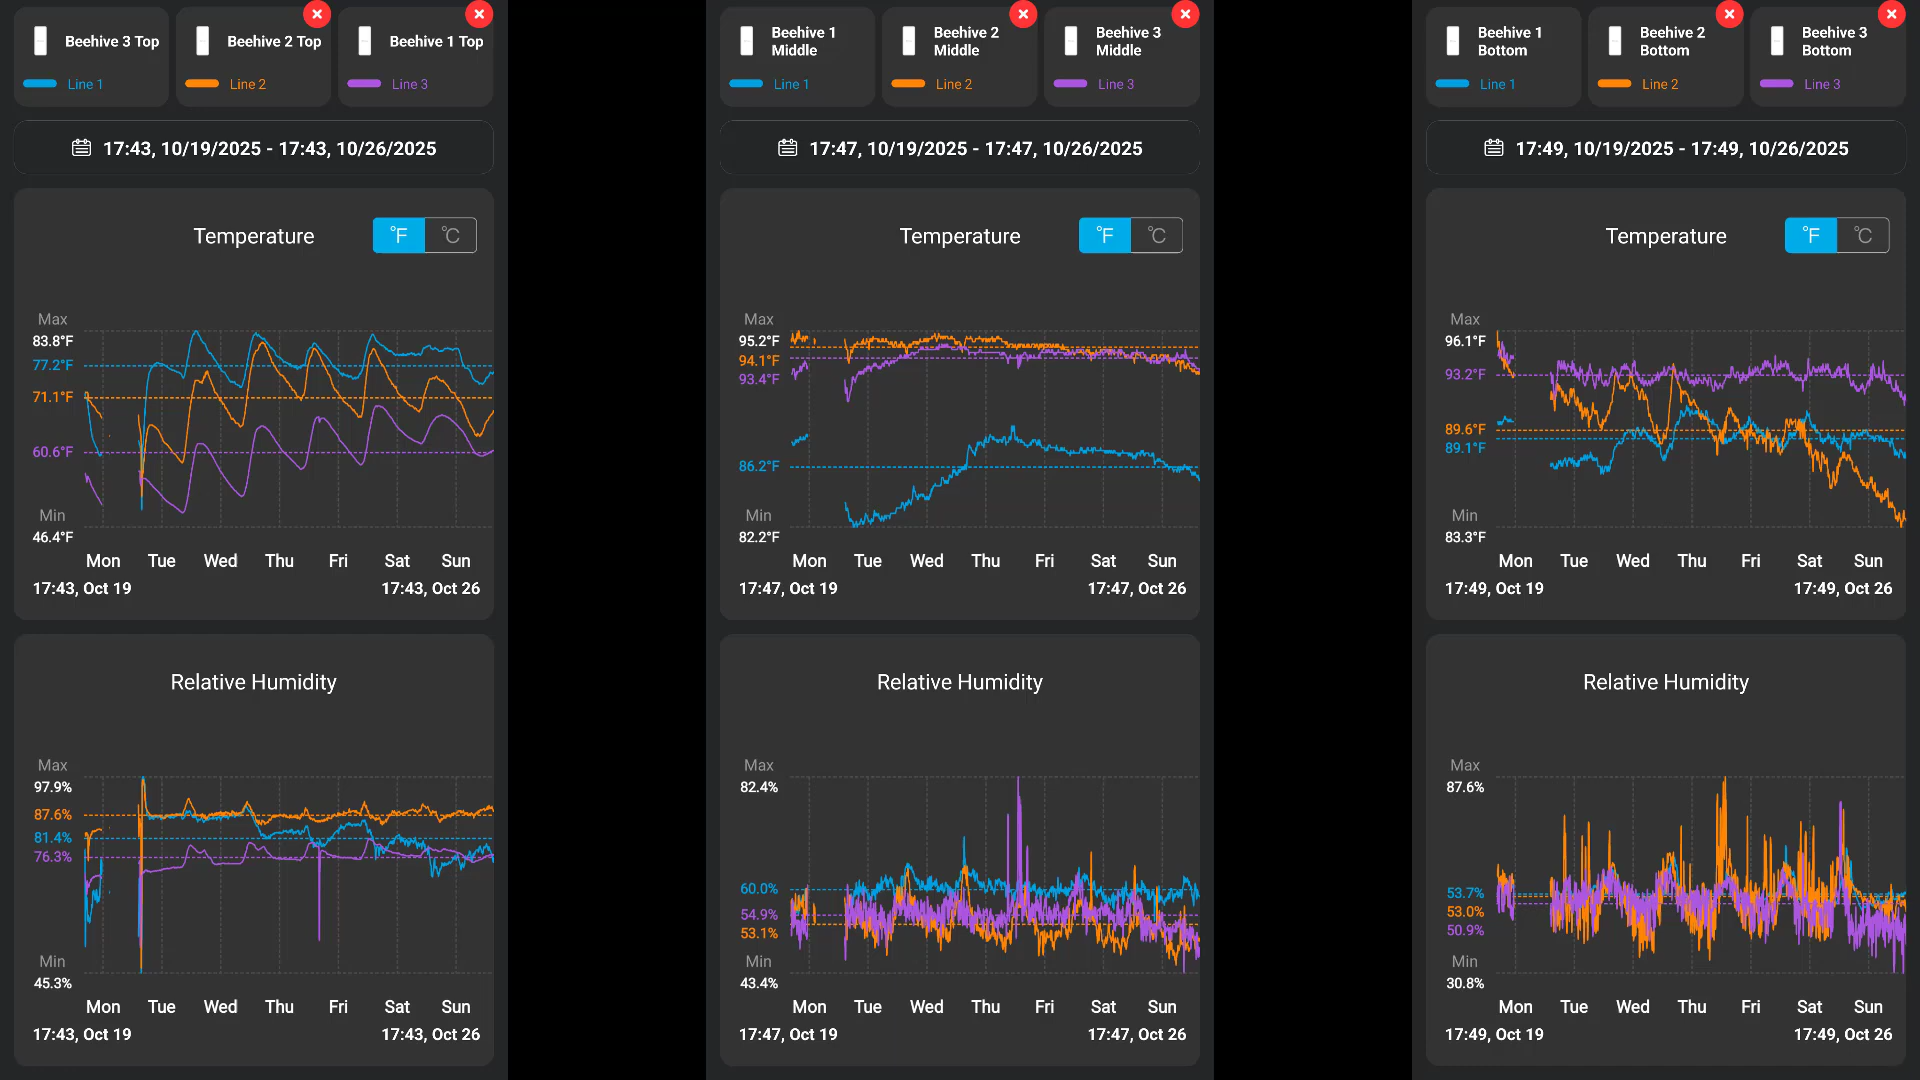 Beehive 3 Top
Beehive 2 Top
Beehive 1 Top
Line 1
Line 2
Line 3
17:43, 10/19/2025 - 17:43, 10/26/2025
Temperature
°F
°C
Max
83.8°F
77.2°F
71.1°F
60.6°F
Min
46.4°F
Mon Tue Wed Thu Fri Sat Sun
17:43, Oct 19
17:43, Oct 26
Relative Humidity
Max
97.9%
87.6%
81.4%
76.3%
Min
45.3%
Mon Tue Wed Thu Fri Sat Sun
17:43, Oct 19
17:43, Oct 26
Beehive 1
Middle
Beehive 2
Middle
Beehive 3
Middle
Line 1
Line 2
Line 3
17:47, 10/19/2025 - 17:47, 10/26/2025
Temperature
°F
°C
Max
95.2°F
94.1°F
93.4°F
86.2°F
Min
82.2°F
Mon Tue Wed Thu Fri Sat Sun
17:47, Oct 19
17:47, Oct 26
Relative Humidity
Max
82.4%
60.0%
54.9%
53.1%
Min
43.4%
Mon Tue Wed Thu Fri Sat Sun
17:47, Oct 19
17:47, Oct 26
Beehive 1
Bottom
Beehive 2
Bottom
Beehive 3
Bottom
Line 1
Line 2
Line 3
17:49, 10/19/2025 - 17:49, 10/26/2025
Temperature
°F
°C
Max
96.1°F
93.2°F
89.6°F
89.1°F
Min
83.3°F
Mon Tue Wed Thu Fri Sat Sun
17:49, Oct 19
17:49, Oct 26
Relative Humidity
Max
87.6%
53.7%
53.0%
50.9%
Min
30.8%
Mon Tue Wed Thu Fri Sat Sun
17:49, Oct 19
17:49, Oct 26